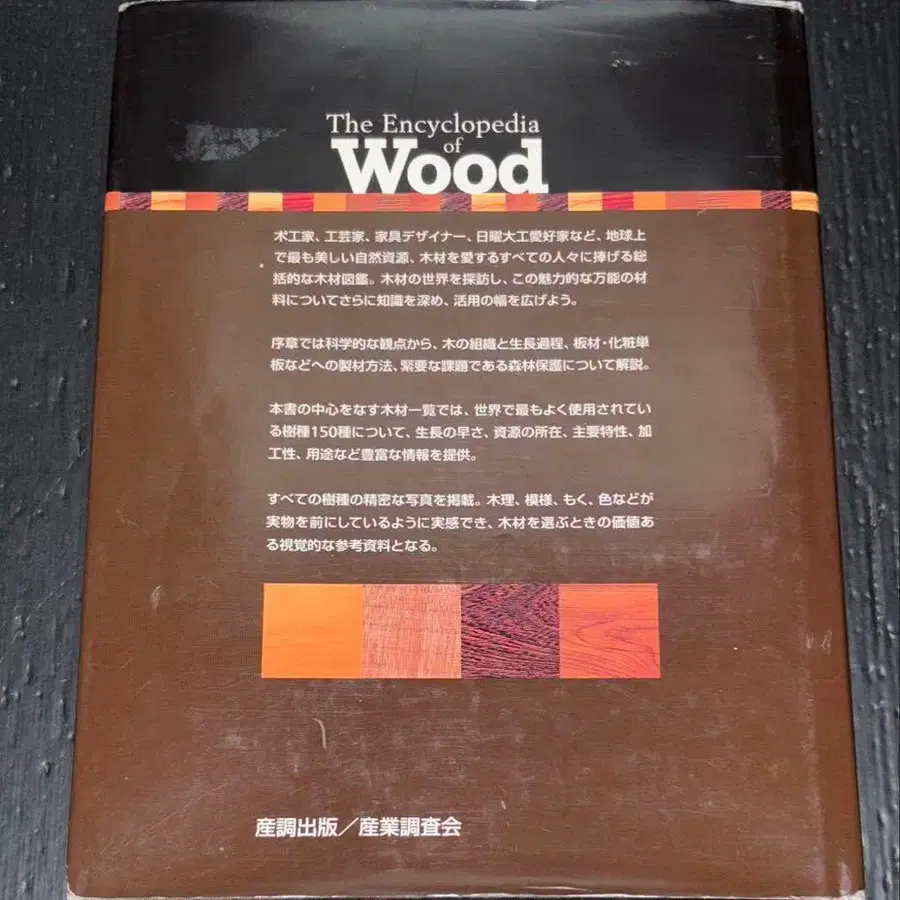 The Encyclopedia
of
Wood
木工家、工芸家、家具デザイナー、日曜大工愛好家など、地球上
で最も美しい自然資源、木材を愛するすべての人々に捧げる総
括的な木材図鑑。木材の世界を探訪し、この魅力的な万能の材
料についてさらに知識を深め、活用の幅を広げよう。
序章では科学的な観点から、木の組織と生長過程、板材・化粧単
板などへの製材方法、緊要な課題である森林保護について解説。
本書の中心をなす木材一覧では、世界で最もよく使用されてい
る樹種150種について、生長の早さ、資源の所在、主要特性、加
工性、用途など豊富な情報を提供。
すべての樹種の精密な写真を掲載。木理、模様、もく、色などが
実物を前にしているように実感でき、木材を選ぶときの価値あ
る視覚的な参考資料となる。
産調出版／産業調査会